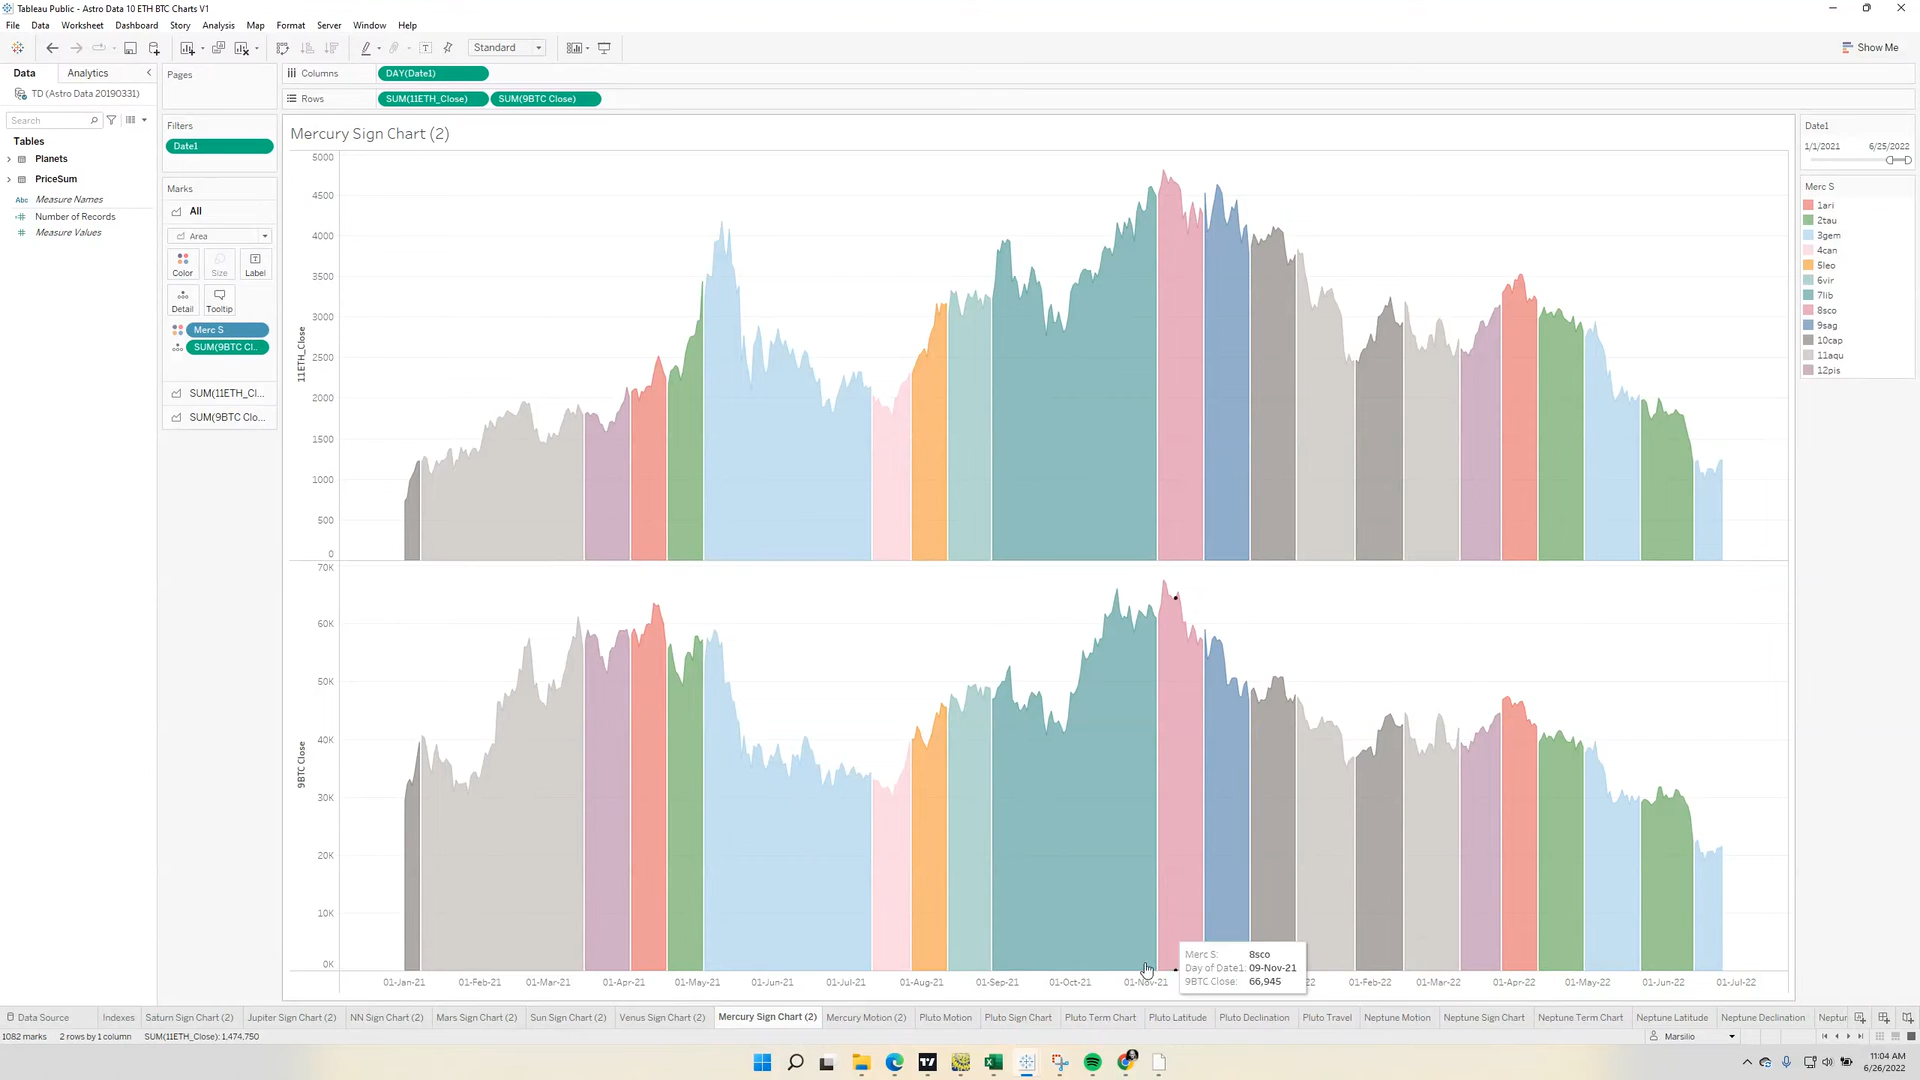 Tableau Public - Astro Data 10 ETH BTC Charts V1
File Data Worksheet Dashboard Story Analysis Map Format Server Window Help
Standard
Show Me
Data Analytics
TD (Astro Data 20190331)
Search
Tables
Planets
PriceSum
Abc Measure Names
Number of Records
Measure Values
Pages
Filters
Date1
Marks
All
Area
Color Size Label
Detail Tooltip
Merc S
SUM(9BTC Cl..
SUM(11ETH_Cl...
SUM(9BTC Clo...
Columns DAY(Date1)
Rows SUM(11ETH_Close) SUM(9BTC Close)
Mercury Sign Chart (2)
5000
4500
4000
3500
3000
2500
2000
1500
1000
500
0
11ETH_Close
70K
60K
50K
40K
30K
20K
10K
0K
9BTC Close
01-Jan-21 01-Feb-21 01-Mar-21 01-Apr-21 01-May-21 01-Jun-21 01-Jul-21 01-Aug-21 01-Sep-21 01-Oct-21 01-Nov-21 01-Feb-22 01-Mar-22 01-Apr-22 01-May-22 01-Jun-22 01-Jul-22
Merc S: 8sco
Day of Date1: 09-Nov-21
9BTC Close: 66,945
Date1
1/1/2021 6/25/2022
Merc S
1ari
2tau
3gem
4can
5leo
6vir
7lib
8sco
9sag
10cap
11aqu
12pis
Data Source Indexes Saturn Sign Chart (2) Jupiter Sign Chart (2) NN Sign Chart (2) Mars Sign Chart (2) Sun Sign Chart (2) Venus Sign Chart (2) Mercury Sign Chart (2) Mercury Motion (2) Pluto Motion Pluto Sign Chart Pluto Term Chart Pluto Latitude Pluto Declination Pluto Travel Neptune Motion Neptune Sign Chart Neptune Term Chart Neptune Latitude Neptune Declination Neptur
1082 marks 2 rows by 1 column SUM(11ETH_Close): 1,474,750
Marsilio
11:04 AM
6/26/2022